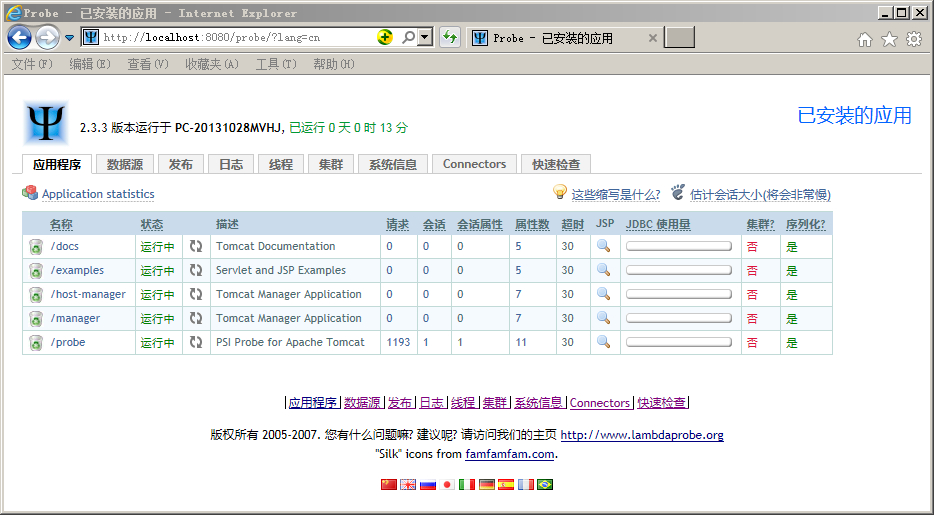 Probe - 已安装的应用 - Internet Explorer
http://localhost:8080/probe/?lang=cn
Probe - 已安装的应用
文件(F) 编辑(E) 查看(V) 收藏夹(A) 工具(T) 帮助(H)
已安装的应用
2.3.3 版本运行于 PC-20131028MVHJ, 已运行 0 天 0 时 13 分
应用程序 数据源 发布 日志 线程 集群 系统信息 Connectors 快速检查
Application statistics 这些缩写是什么? 估计会话大小(将会非常慢)
名称 状态 描述 请求 会话 会话属性 属性数 超时 JSP JDBC 使用量 集群? 序列化?
/docs 运行中 Tomcat Documentation 0 0 0 5 30 否 是
/examples 运行中 Servlet and JSP Examples 0 0 0 5 30 否 是
/host-manager 运行中 Tomcat Manager Application 0 0 0 7 30 否 是
/manager 运行中 Tomcat Manager Application 0 0 0 7 30 否 是
/probe 运行中 PSI Probe for Apache Tomcat 1193 1 1 11 30 否 是
| 应用程序 | 数据源 | 发布 | 日志 | 线程 | 集群 | 系统信息 | Connectors | 快速检查 |
版权所有 2005-2007. 您有什么问题嘛? 建议呢? 请访问我们的主页 http://www.lambdaprobe.org
"Silk" icons from famfamfam.com.